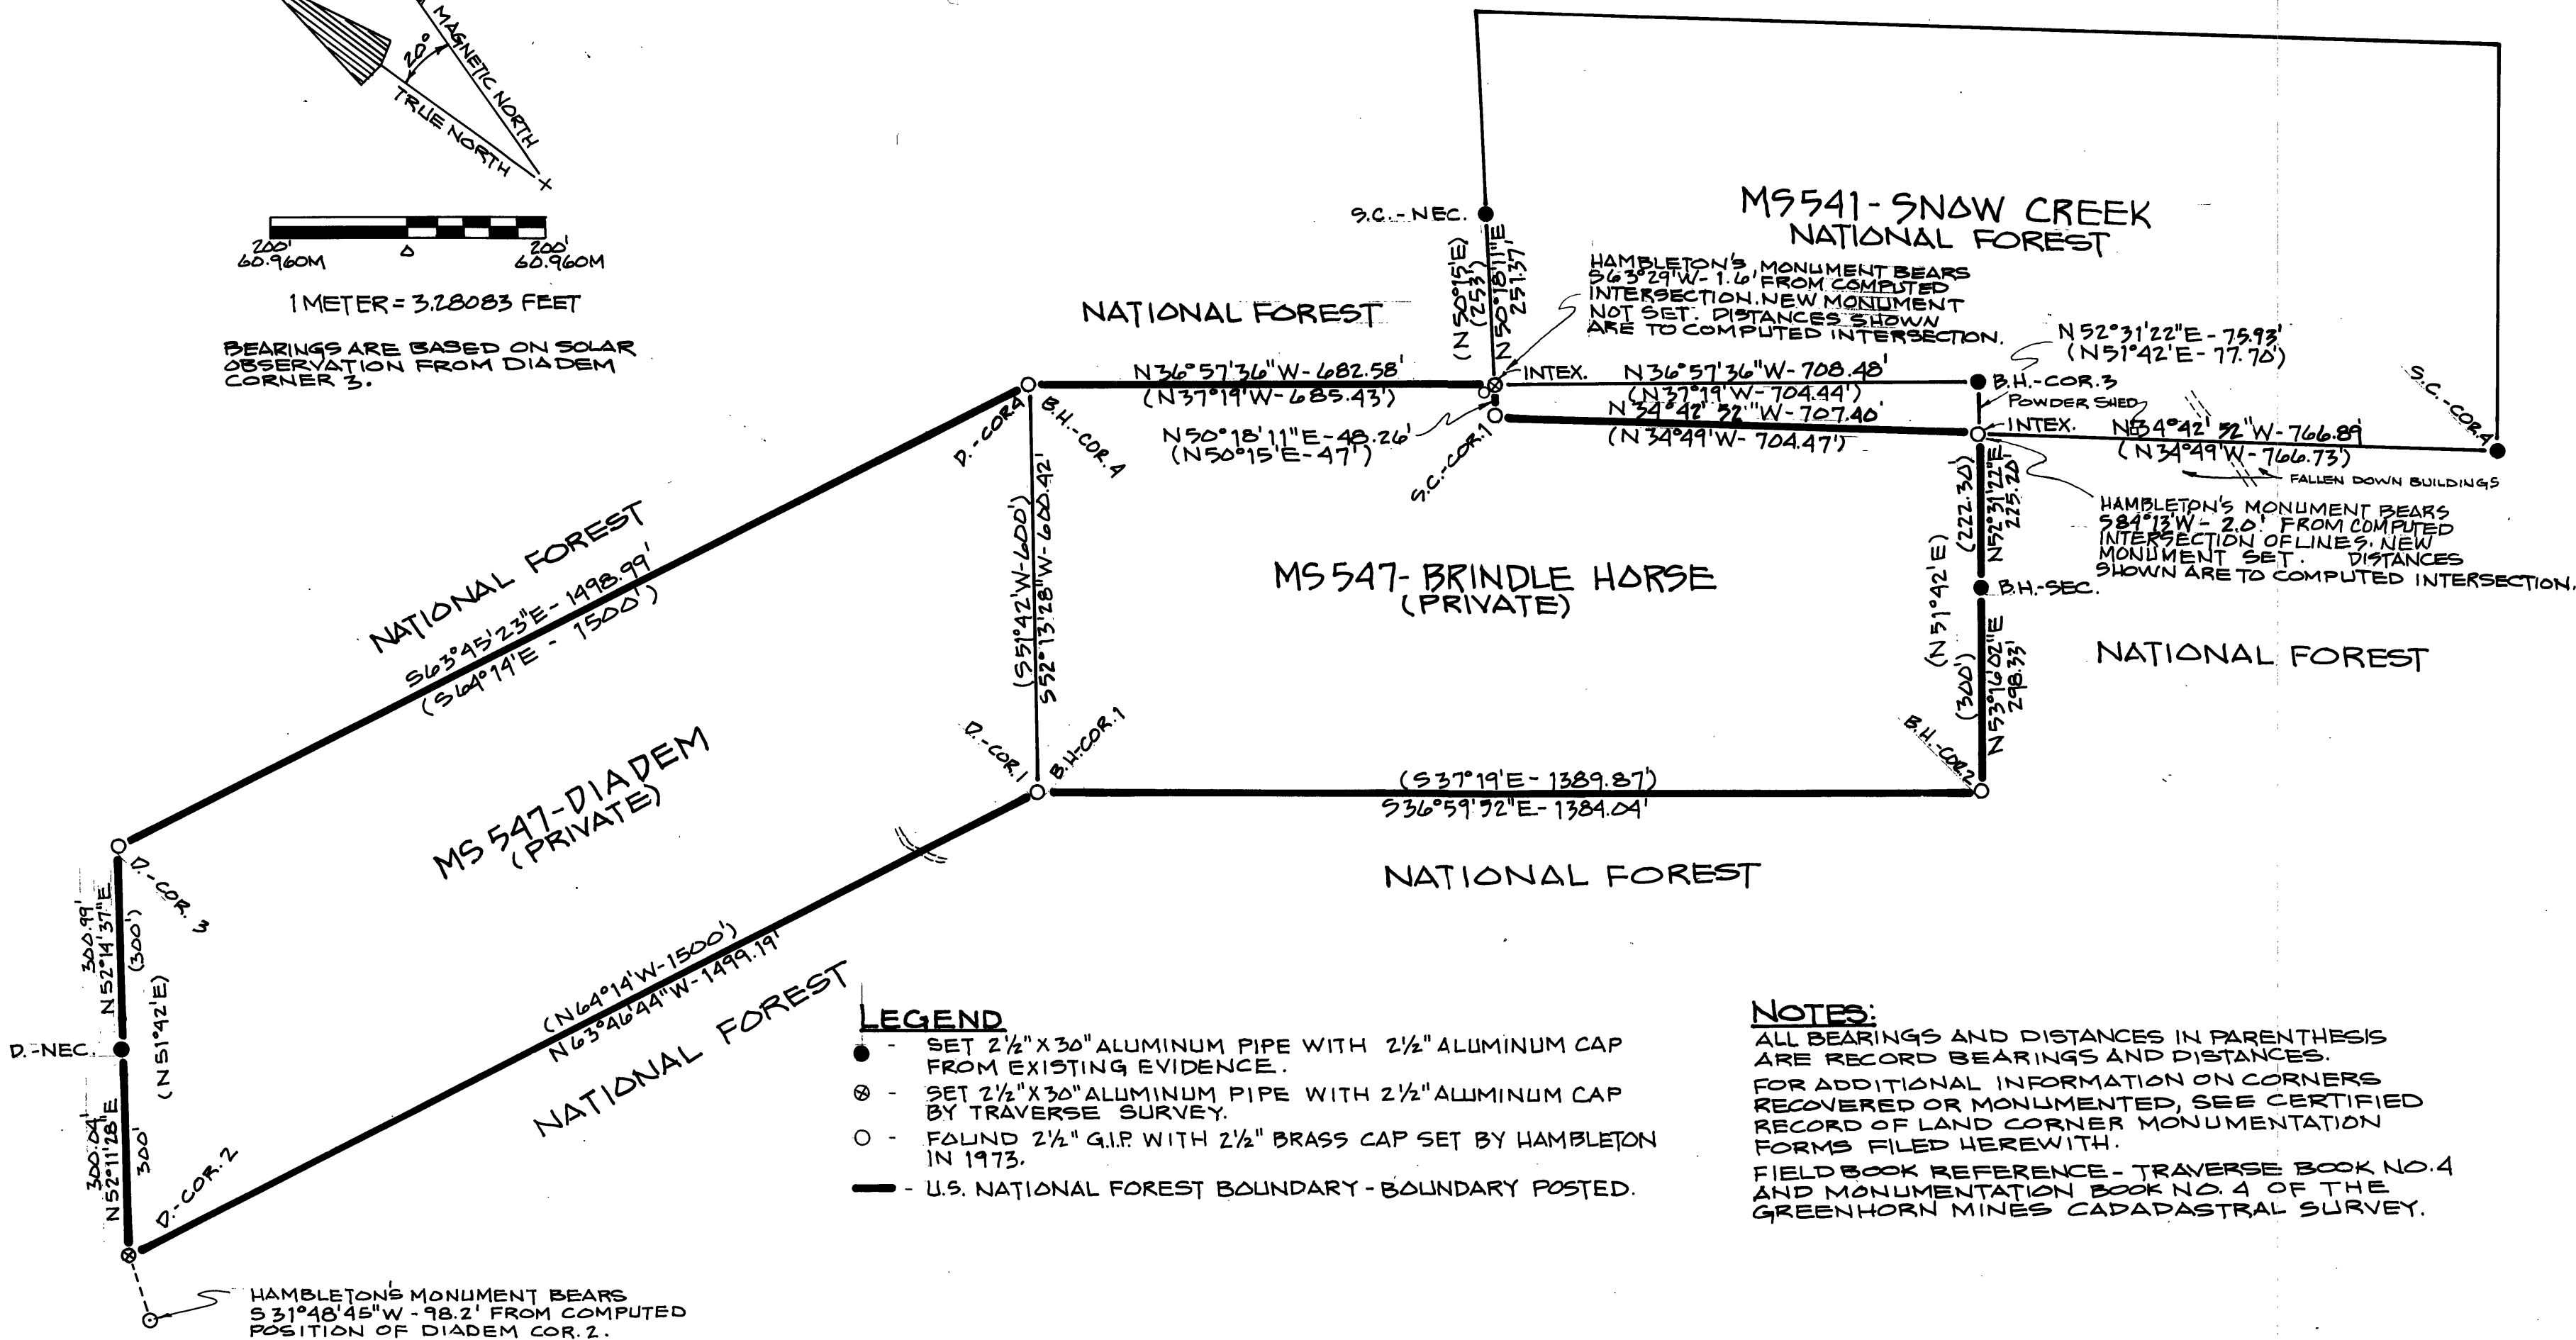 MAGNETIC NORTH
20°
TRUE NORTH
200'
0
200'
60.960M
60.960M
1 METER = 3.28083 FEET
BEARINGS ARE BASED ON SOLAR
OBSERVATION FROM DIADEM
CORNER 3.
MS541-SNOW CREEK
NATIONAL FOREST
S.C.-NEC.
(N50°15'E)
(253')
N50°18'11"E
251.37'
HAMBLETON'S MONUMENT BEARS
S63°29'W-1.6' FROM COMPUTED
INTERSECTION. NEW MONUMENT
NOT SET. DISTANCES SHOWN
ARE TO COMPUTED INTERSECTION.
N52°31'22"E-75.93'
(N51°42'E-77.70')
NATIONAL FOREST
N36°57'36"W-682.58'
(N37°19'W-685.43')
INTEX.
N36°57'36"W-708.48'
(N37°19'W-704.44')
B.H.-COR.3
POWDER SHED
N34°42'52"W-707.40'
(N34°49'W-704.47')
INTEX.
N34°42'52"W-766.89'
(N34°49'W-766.73')
S.C.-COR.4
FALLEN DOWN BUILDINGS
N50°18'11"E-48.26'
(N50°15'E-47')
S.C.-COR.1
D.-COR.4
B.H.-COR.4
HAMBLETON'S MONUMENT BEARS
S84°13'W-2.0' FROM COMPUTED
INTERSECTION OF LINES. NEW
MONUMENT SET. DISTANCES
SHOWN ARE TO COMPUTED INTERSECTION.
(222.30')
N52°31'22"E
225.20'
(N51°42'E)
B.H.-SEC.
(300')
N53°16'02"E
298.33'
B.H.-COR.2
NATIONAL FOREST
(S51°42'W-600')
S52°13'28"W-600.42'
MS547-BRINDLE HORSE
(PRIVATE)
NATIONAL FOREST
S63°45'23"E-1498.99'
(S64°14'E - 1500')
D.-COR.1
B.H.-COR.1
(S37°19'E-1389.87')
S36°59'52"E-1384.04'
NATIONAL FOREST
MS547-DIADEM
(PRIVATE)
D.-COR. 3
300.99'
N52°14'37"E
(300')
(N51°42'E)
D.-NEC.
300.04'
N52°11'28"E
300'
D.-COR.2
(N64°14'W-1500')
N63°46'44"W-1499.19'
NATIONAL FOREST
HAMBLETON'S MONUMENT BEARS
S31°48'45"W-98.2' FROM COMPUTED
POSITION OF DIADEM COR. 2.
LEGEND
- SET 2½"X30" ALUMINUM PIPE WITH 2½" ALUMINUM CAP
FROM EXISTING EVIDENCE.
- SET 2½"X30" ALUMINUM PIPE WITH 2½" ALUMINUM CAP
BY TRAVERSE SURVEY.
- FOUND 2½" G.I.P. WITH 2½" BRASS CAP SET BY HAMBLETON
IN 1973.
- U.S. NATIONAL FOREST BOUNDARY-BOUNDARY POSTED.
NOTES:
ALL BEARINGS AND DISTANCES IN PARENTHESIS
ARE RECORD BEARINGS AND DISTANCES.
FOR ADDITIONAL INFORMATION ON CORNERS
RECOVERED OR MONUMENTED, SEE CERTIFIED
RECORD OF LAND CORNER MONUMENTATION
FORMS FILED HEREWITH.
FIELD BOOK REFERENCE-TRAVERSE BOOK NO.4
AND MONUMENTATION BOOK NO. 4 OF THE
GREENHORN MINES CADADASTRAL SURVEY.